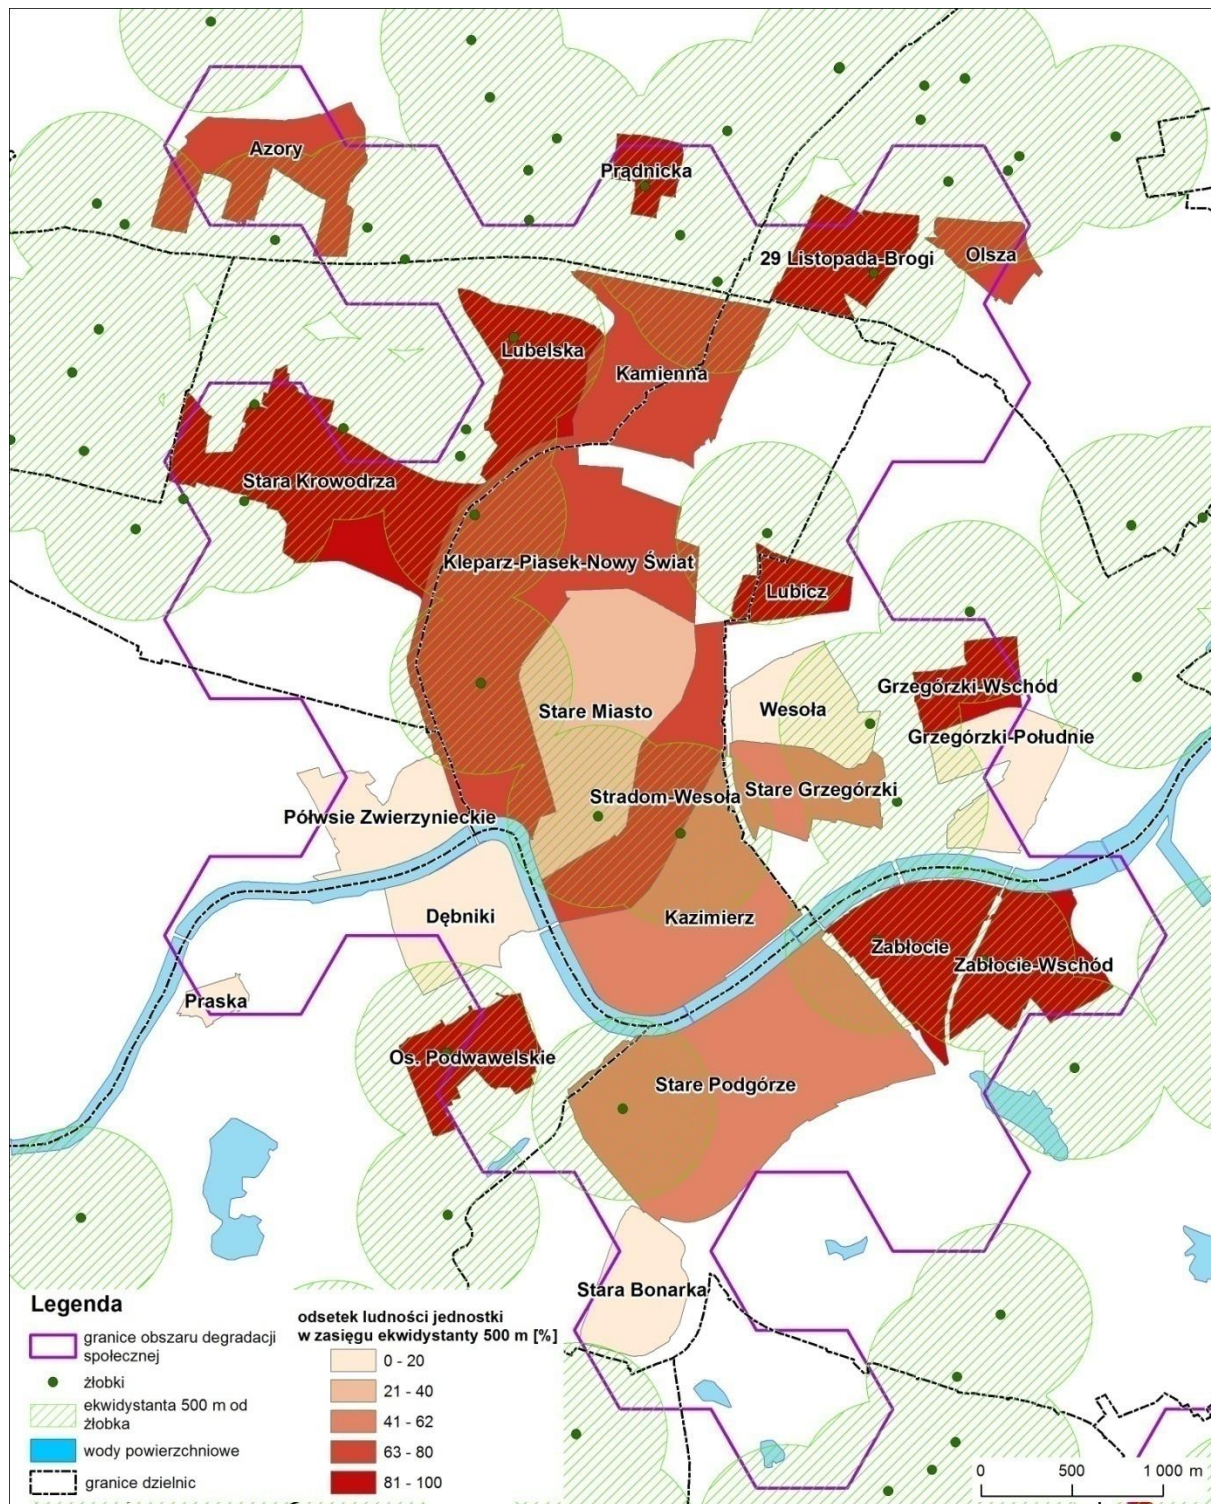 Azory
Prądnicka
29 Listopada-Brogi
Olsza
Lubelska
Kamienna
Stara Krowodrza
Kleparz-Piasek-Nowy Świat
Lubicz
Grzegórzki-Wschód
Stare Miasto
Wesoła
Grzegórzki-Południe
Stradom-Wesoła
Stare Grzegórzki
Półwsie Zwierzynieckie
Dębniki
Kazimierz
Zabłocie
Zabłocie-Wschód
Praska
Os. Podwawelskie
Stare Podgórze
Stara Bonarka
Legenda
granice obszaru degradacji
społecznej
żłobki
ekwidystanta 500 m od
żłobka
wody powierzchniowe
granice dzielnic
odsetek ludności jednostki
w zasięgu ekwidystanty 500 m [%]
0 - 20
21 - 40
41 - 62
63 - 80
81 - 100
0 500 1 000 m